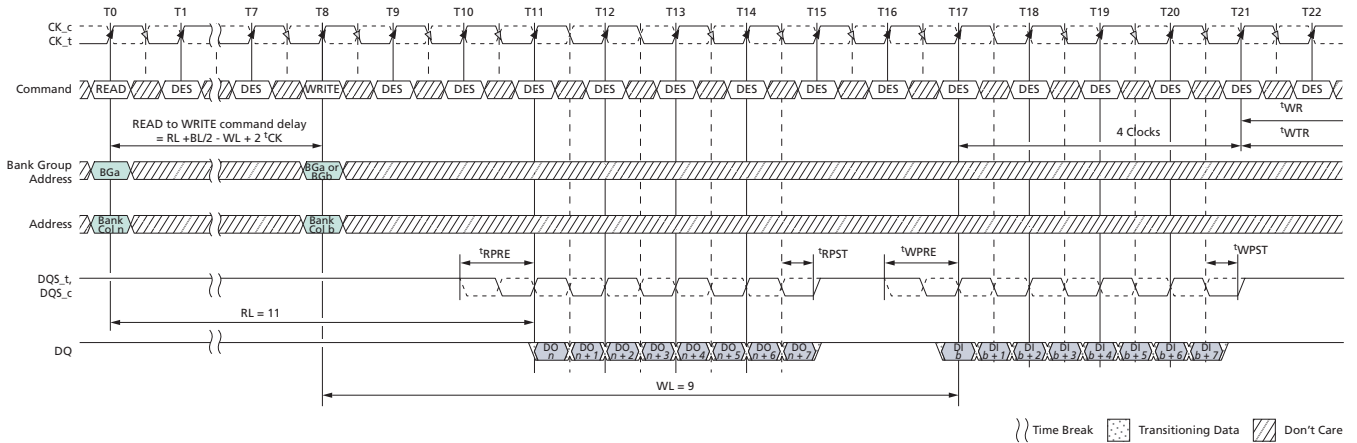 T0 T1 T7 T8 T9 T10 T11 T12 T13 T14 T15 T16 T17 T18 T19 T20 T21 T22
CK_c
CK_t
Command READ DES DES WRITE DES DES DES DES DES DES DES DES DES DES DES DES DES DES
tWR
READ to WRITE command delay
= RL +BL/2 - WL + 2 tCK
4 Clocks tWTR
Bank Group
Address
BGa
BGa or
BGb
Address
Bank
Col n
Bank
Col b
tRPRE tRPST tWPRE tWPST
DQS_t,
DQS_c
RL = 11
DQ
DO DO DO DO DO DO DO DO DI DI DI DI DI DI DI DI
n n + 1 n + 2 n + 3 n + 4 n + 5 n + 6 n + 7 b b + 1 b + 2 b + 3 b + 4 b + 5 b + 6 b + 7
WL = 9
Time Break Transitioning Data Don't Care